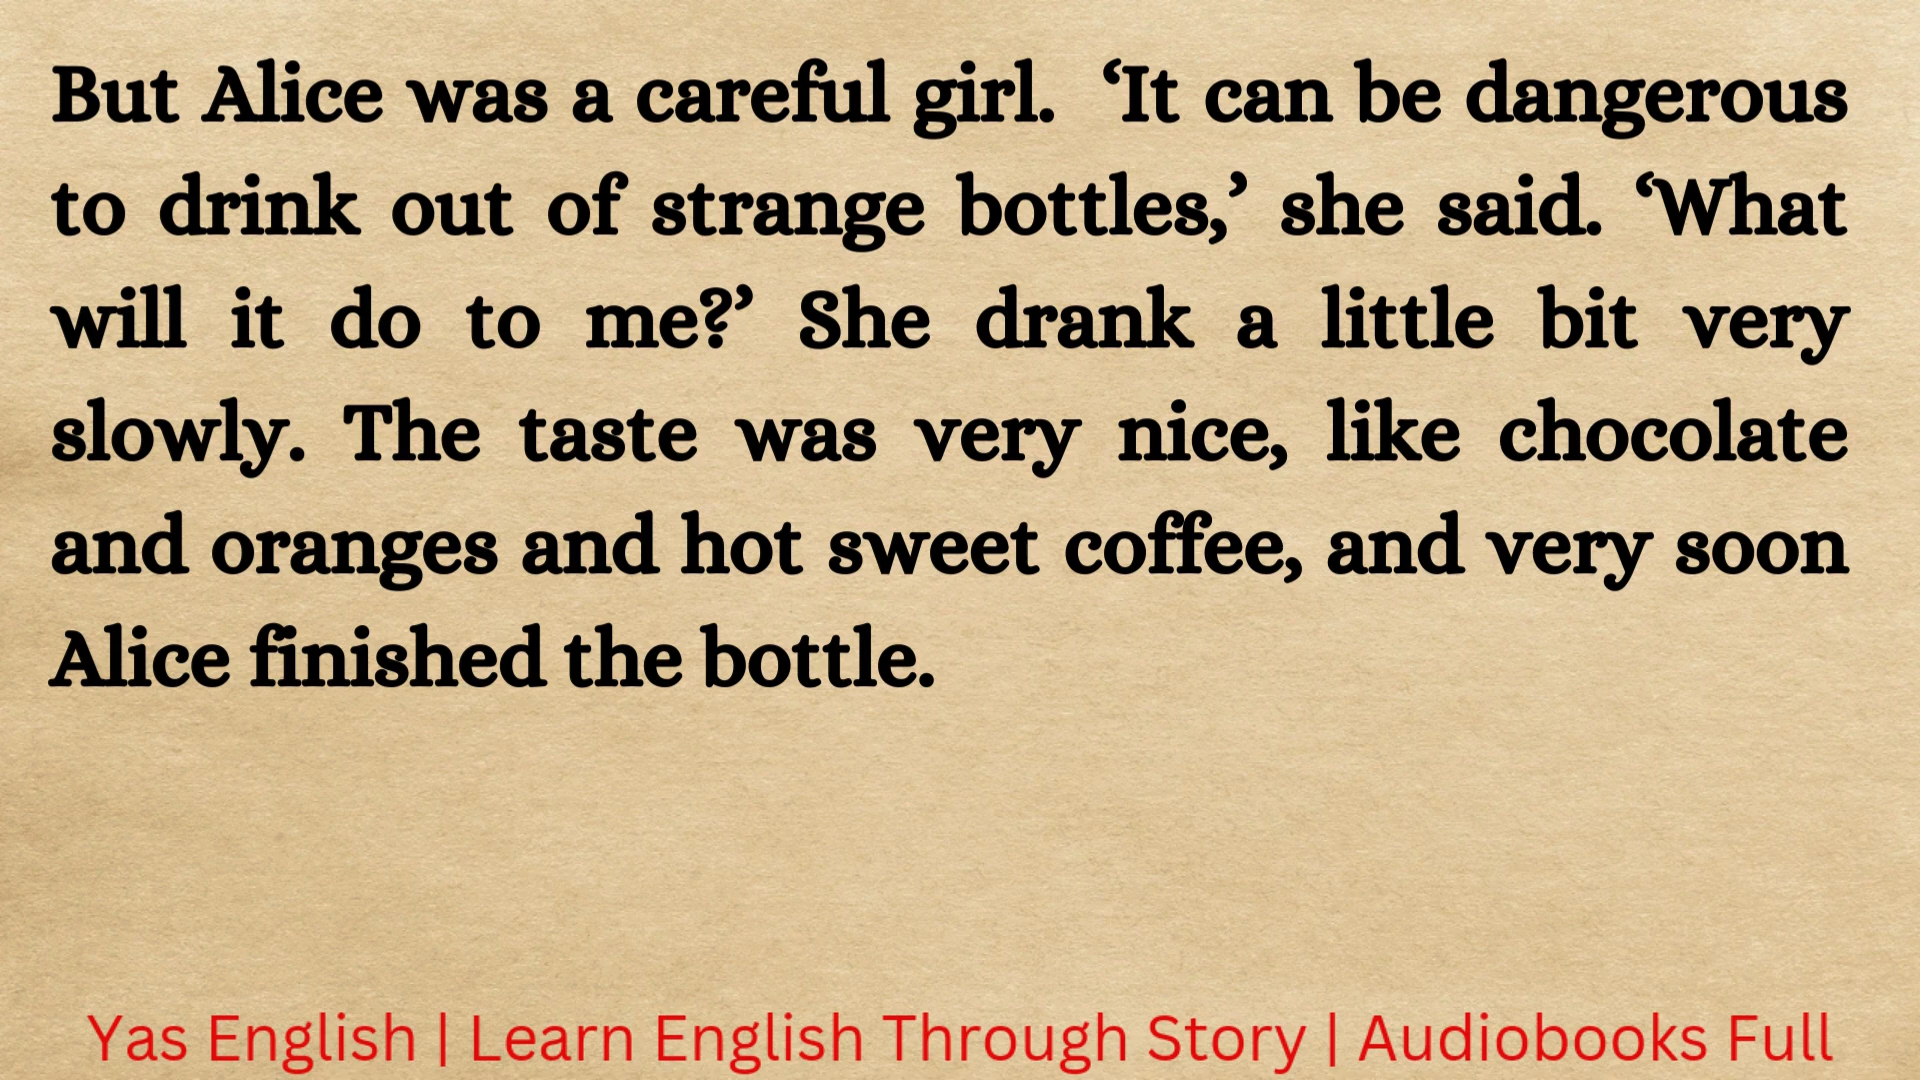 But Alice was a careful girl.  ‘It can be dangerous
to drink out of strange bottles,’ she said. ‘What
will it do to me?’ She drank a little bit very
slowly. The taste was very nice, like chocolate
and oranges and hot sweet coffee, and very soon
Alice finished the bottle.
Yas English | Learn English Through Story | Audiobooks Full